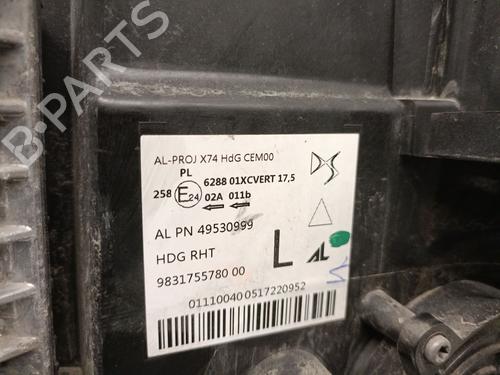 B-PARTS
AL-PROJ X74 HdG CEM00
PL
258 E24 6288 01XCVERT 17,5
02A 011b
AL PN 49530999
HDG RHT
9831755780 00
L
AL
DS
01110040 0517220952